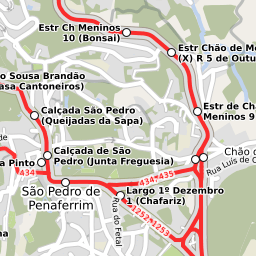 Estr Ch Meninos
10 (Bonsai)
Estr Chão de M
(X) R 5 de Outu
o Sousa Brandão
asa Cantoneiros)
Calçada São Pedro
(Queijadas da Sapa)
Estr de Ch
Meninos 9
Calçada de São
Pedro (Junta Freguesia)
Chão
Rua Luís de C
a Pinto
434
434;435
São Pedro de
Penaferrim
Largo 1º Dezembro
1 (Chafariz)
Rua do Fetal
1252;1253